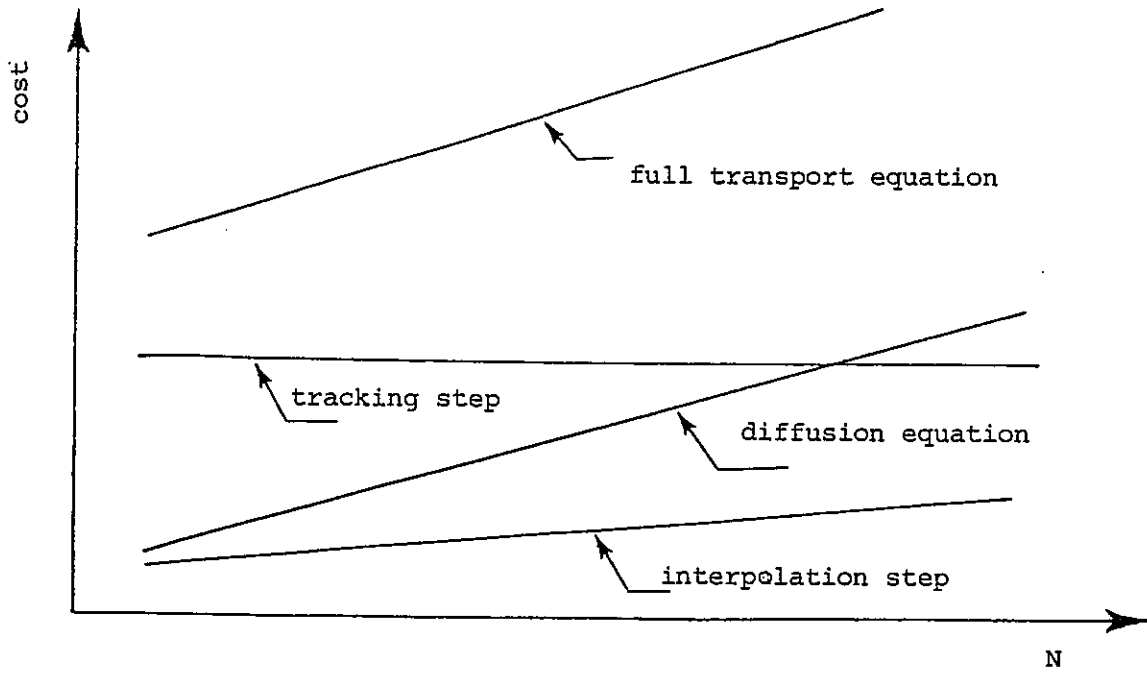 cost
full transport equation
tracking step
diffusion equation
interpolation step
N